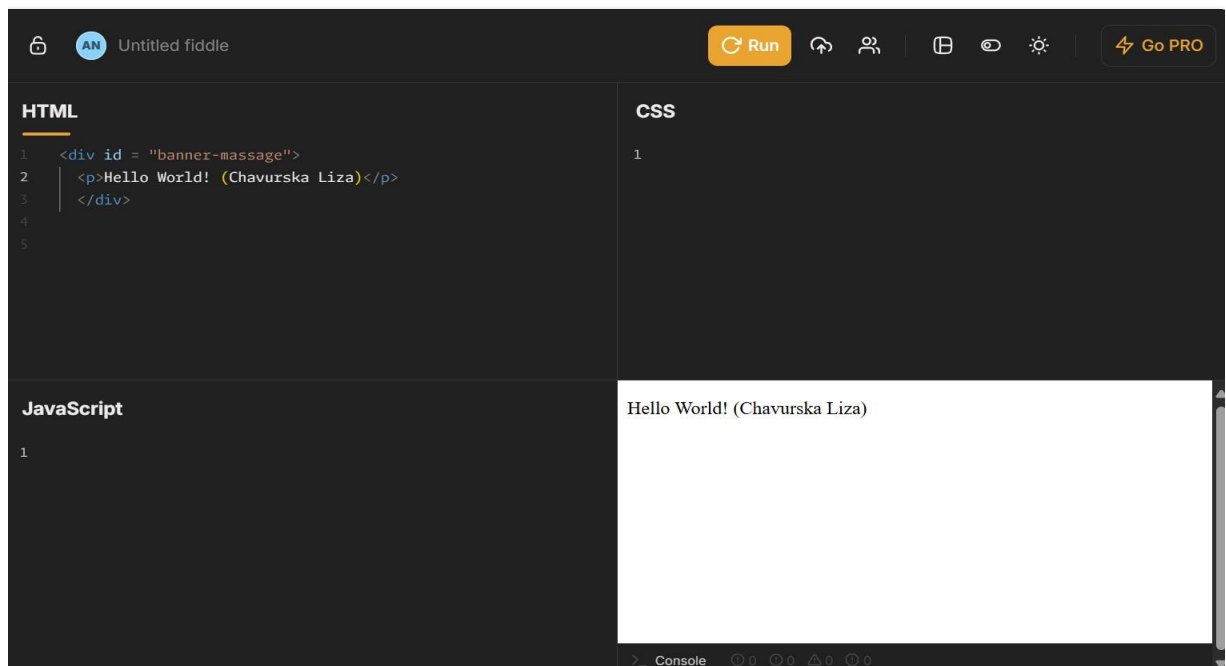 AN Untitled fiddle Run Go PRO
HTML
1 <div id = "banner-massage">
2 <p>Hello World! (Chavurska Liza)</p>
3 </div>
4
5
CSS
1
JavaScript
1
Hello World! (Chavurska Liza)
>_ Console 0 0 0 0